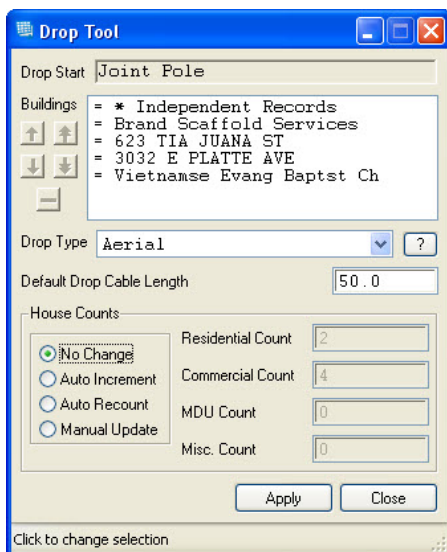 Drop Tool
Drop Start Joint Pole
Buildings
= * Independent Records
= Brand Scaffold Services
= 623 TIA JUANA ST
= 3032 E PLATTE AVE
= Vietnamse Evang Baptst Ch
Drop Type Aerial ?
Default Drop Cable Length 50.0
House Counts
No Change
Auto Increment
Auto Recount
Manual Update
Residential Count 2
Commercial Count 4
MDU Count 0
Misc. Count 0
Apply Close
Click to change selection